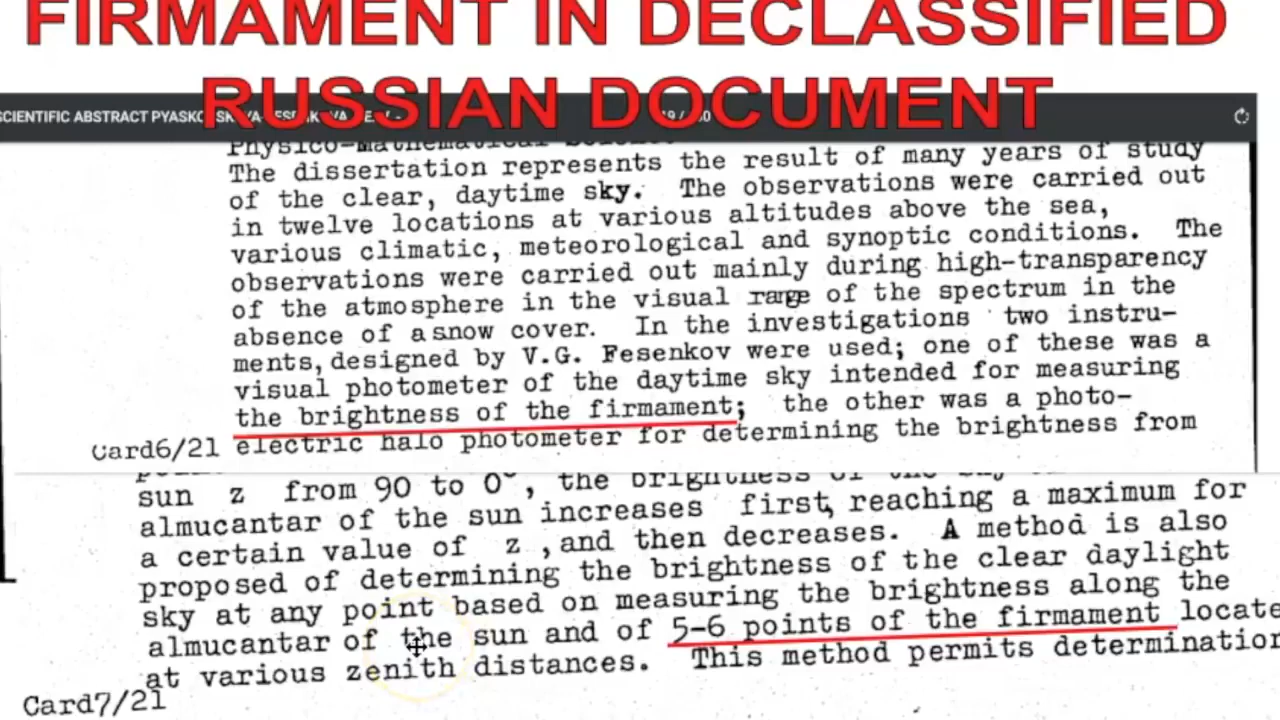 FIRMAMENT IN DECLASSIFIED
RUSSIAN DOCUMENT
SCIENTIFIC ABSTRACT
Physico-Mathematical
The dissertation represents the result of many years of study
of the clear, daytime sky. The observations were carried out
in twelve locations at various altitudes above the sea,
various climatic, meteorological and synoptic conditions. The
observations were carried out mainly during high-transparency
of the atmosphere in the visual rarge of the spectrum in the
absence of a snow cover. In the investigations two instru-
ments, designed by V.G. Fesenkov were used; one of these was a
visual photometer of the daytime sky intended for measuring
the brightness of the firmament; the other was a photo-
Card6/21 electric halo photometer for determining the brightness from
sun z from 90 to 0°, the brightness of the
almucantar of the sun increases first, reaching a maximum for
a certain value of z , and then decreases. A method is also
proposed of determining the brightness of the clear daylight
sky at any point based on measuring the brightness along the
almucantar of the sun and of 5-6 points of the firmament locate
at various zenith distances. This method permits determination
Card7/21